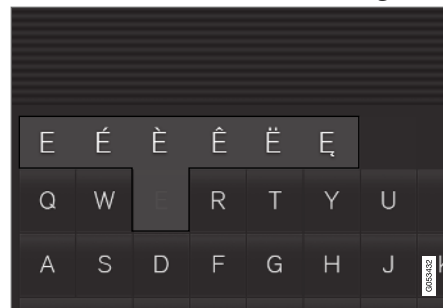 E É È Ê Ë Ę
Q W E R T Y U
A S D F G H J K
G053432